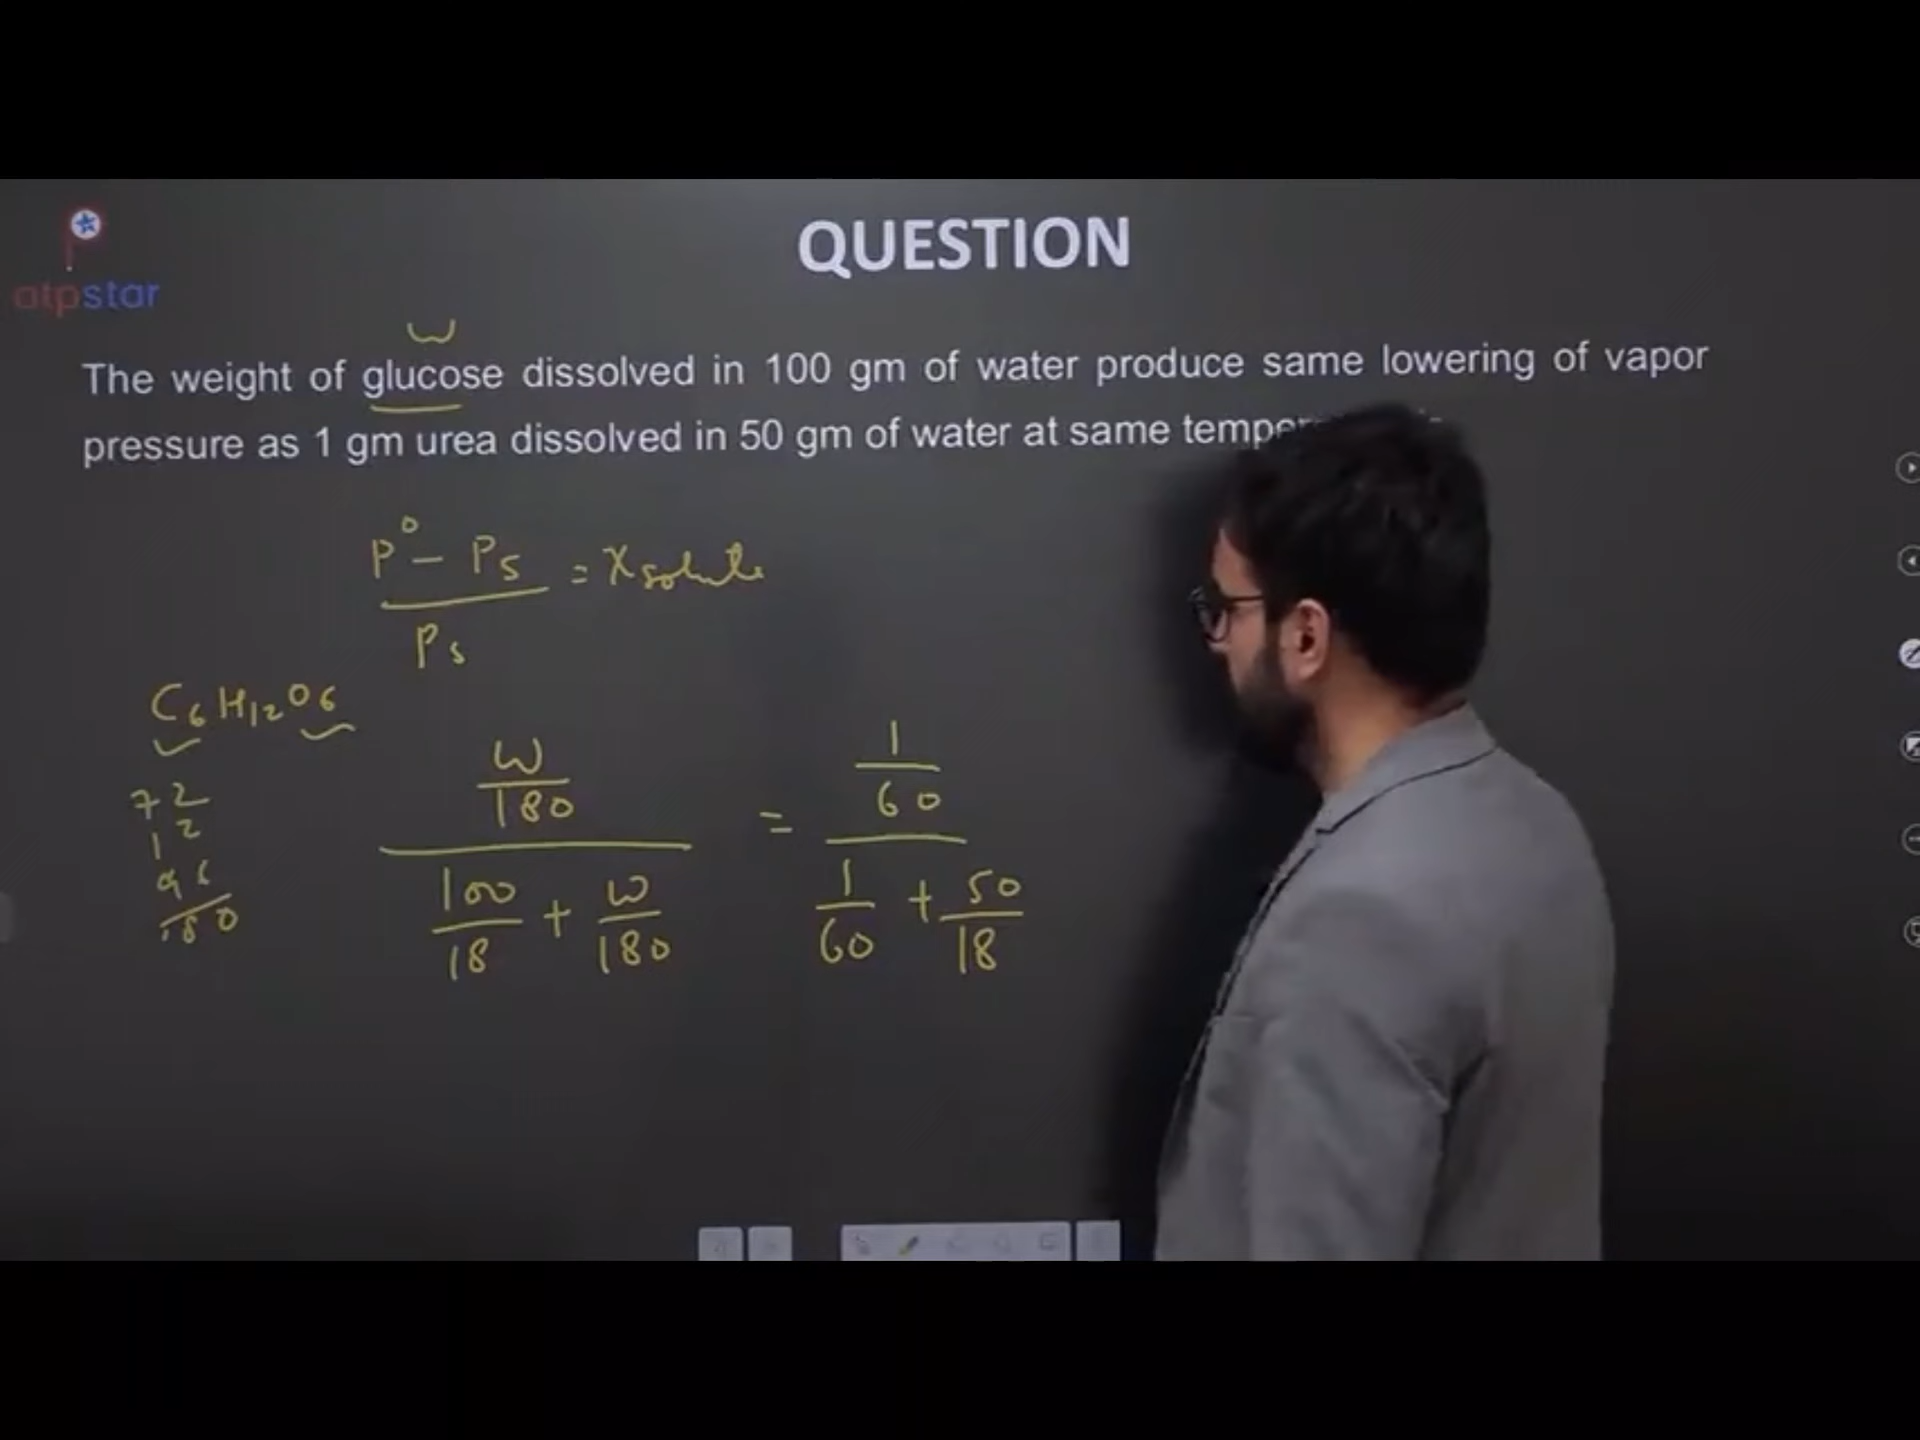 atpstar
QUESTION
W
The weight of glucose dissolved in 100 gm of water produce same lowering of vapor
pressure as 1 gm urea dissolved in 50 gm of water at same
P° - Ps / Ps = X solute
C6H12O6
72
12
96
180
W/180 / (100/18 + W/180) = 1/60 / (1/60 + 50/18)